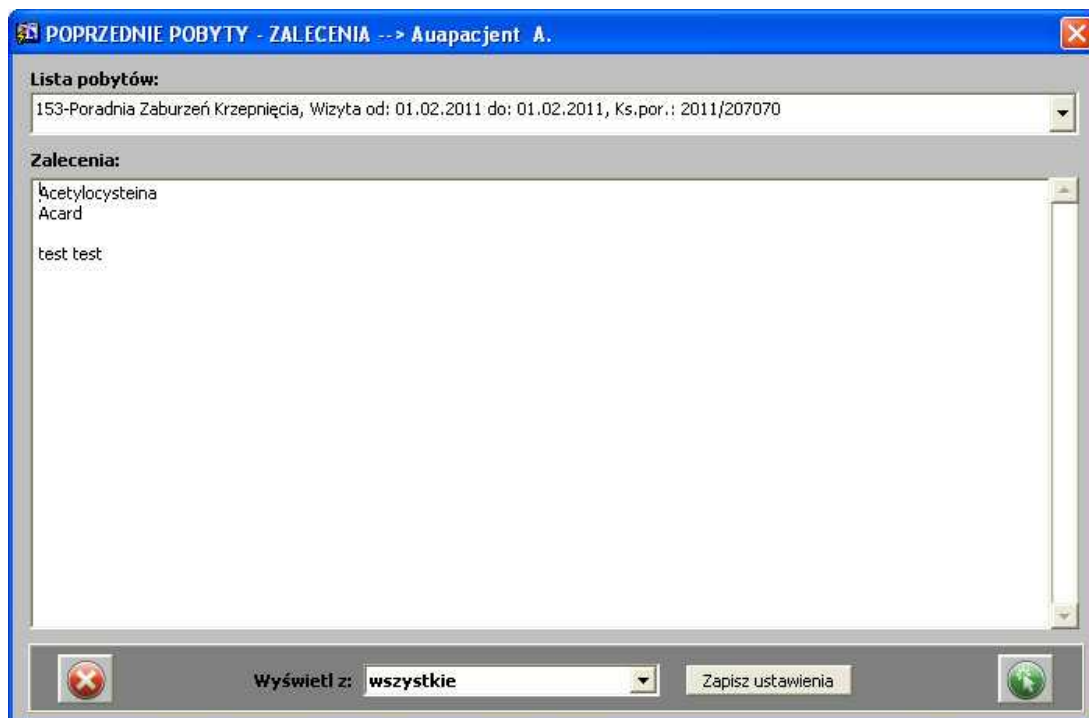 POPRZEDNIE POBYTY - ZALECENIA --> Auapacjent A.
Lista pobytów:
153-Poradnia Zaburzeń Krzepnięcia, Wizyta od: 01.02.2011 do: 01.02.2011, Ks.por.: 2011/207070
Zalecenia:
Acetylocysteina
Acard
test test
Wyświetl z: wszystkie Zapisz ustawienia